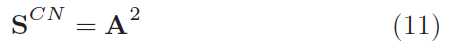 S^{CN} = A^2 (11)